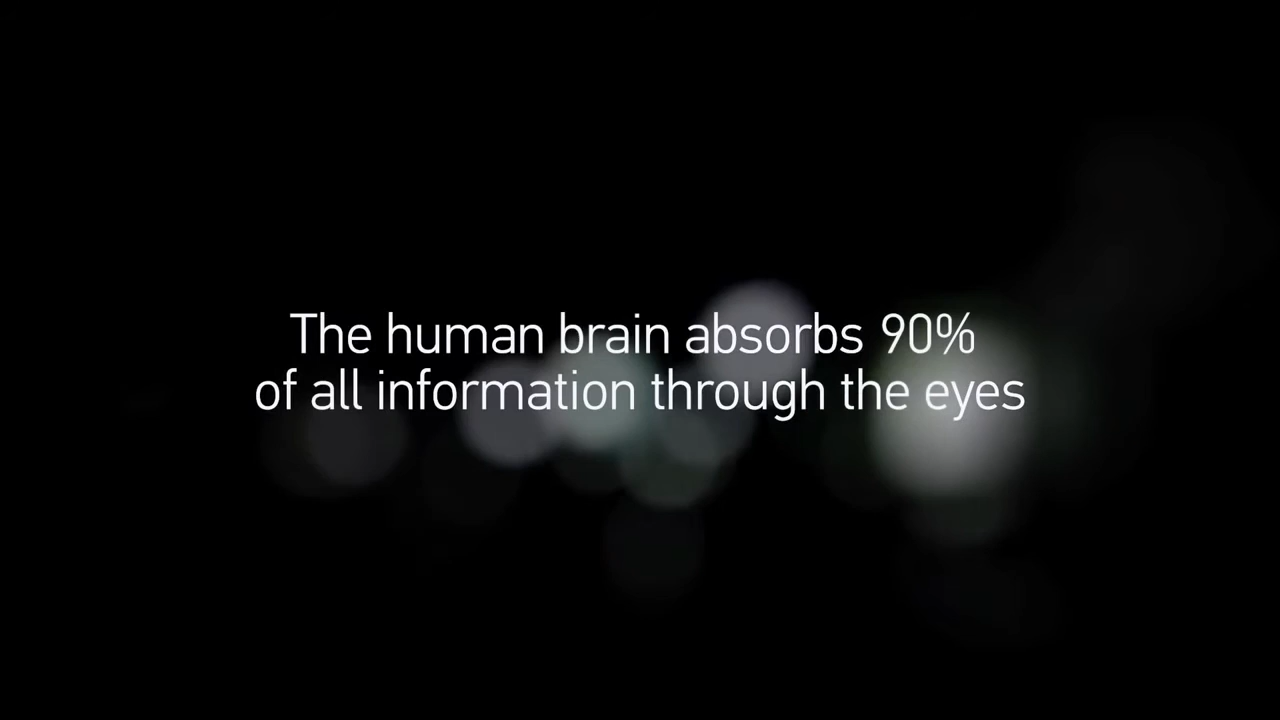 The human brain absorbs 90%
of all information through the eyes